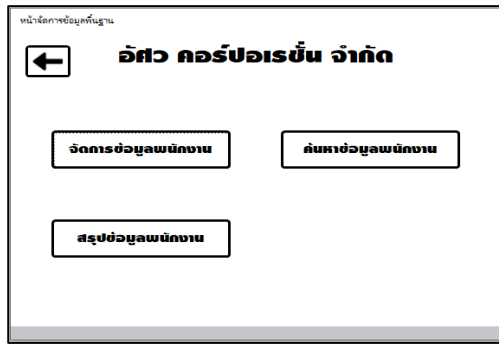 หน้าจัดการข้อมูลพื้นฐาน
อัศว คอร์ปอเรชั่น จำกัด
จัดการข้อมูลพนักงาน
ค้นหาข้อมูลพนักงาน
สรุปข้อมูลพนักงาน